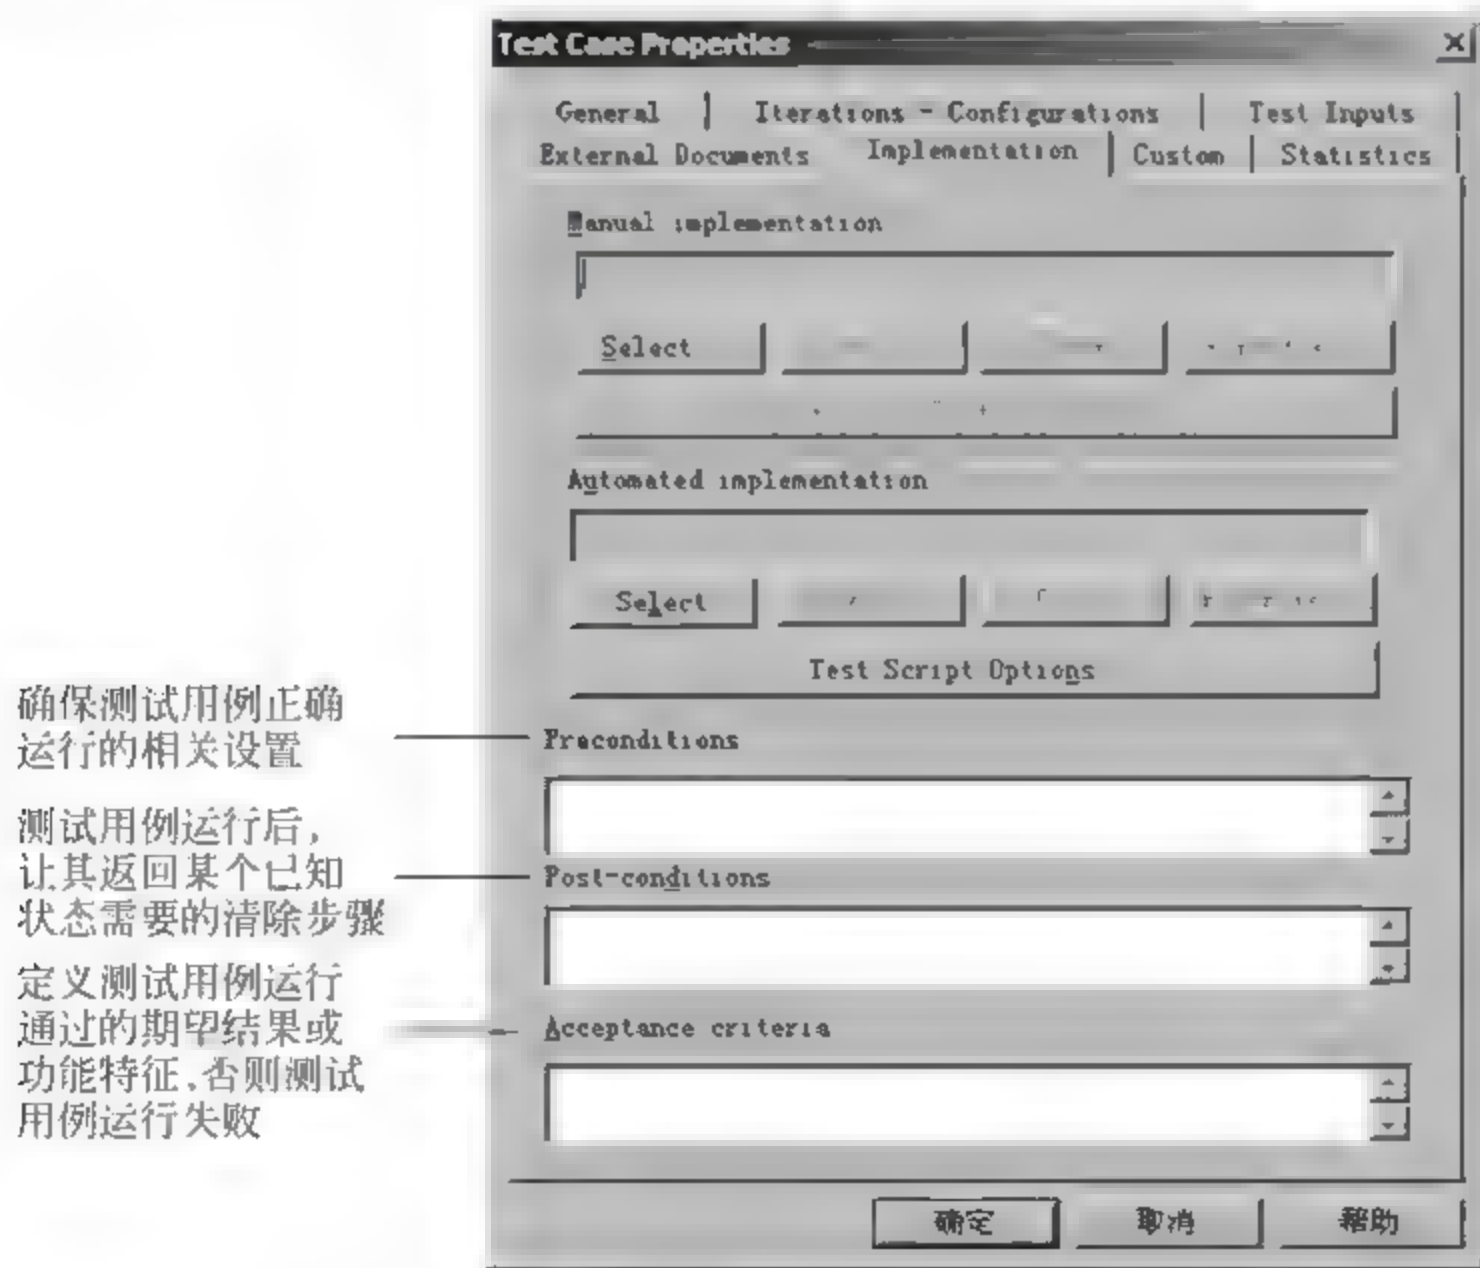 Test Case Properties
General Iterations - Configurations Test Inputs
External Documents Implementation Custom Statistics
Manual implementation
Select
Automated implementation
Select
Test Script Options
确保测试用例正确
运行的相关设置
Preconditions
测试用例运行后,
让其返回某个已知
状态需要的清除步骤
Post-conditions
定义测试用例运行
通过的期望结果或
功能特征,否则测试
用例运行失败
Acceptance criteria
确定 取消 帮助